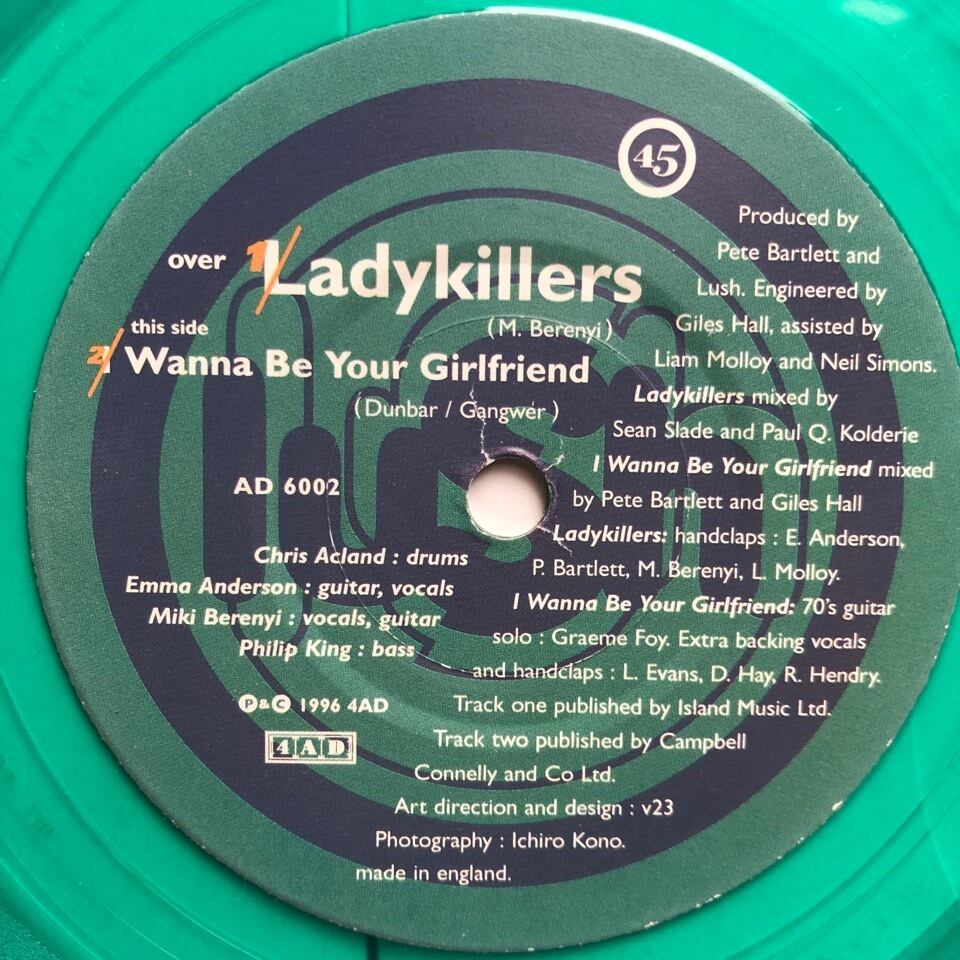 45
over 1/ Ladykillers
(M. Berenyi)
this side
2/ I Wanna Be Your Girlfriend
(Dunbar / Gangwer)
AD 6002
Chris Acland : drums
Emma Anderson : guitar, vocals
Miki Berenyi : vocals, guitar
Philip King : bass
P&C 1996 4AD
4AD
Produced by
Pete Bartlett and
Lush. Engineered by
Giles Hall, assisted by
Liam Molloy and Neil Simons.
Ladykillers mixed by
Sean Slade and Paul Q. Kolderie
I Wanna Be Your Girlfriend mixed
by Pete Bartlett and Giles Hall
Ladykillers: handclaps : E. Anderson,
P. Bartlett, M. Berenyi, L. Molloy.
I Wanna Be Your Girlfriend: 70's guitar
solo : Graeme Foy. Extra backing vocals
and handclaps : L. Evans, D. Hay, R. Hendry.
Track one published by Island Music Ltd.
Track two published by Campbell
Connelly and Co Ltd.
Art direction and design : v23
Photography : Ichiro Kono.
made in england.
lush